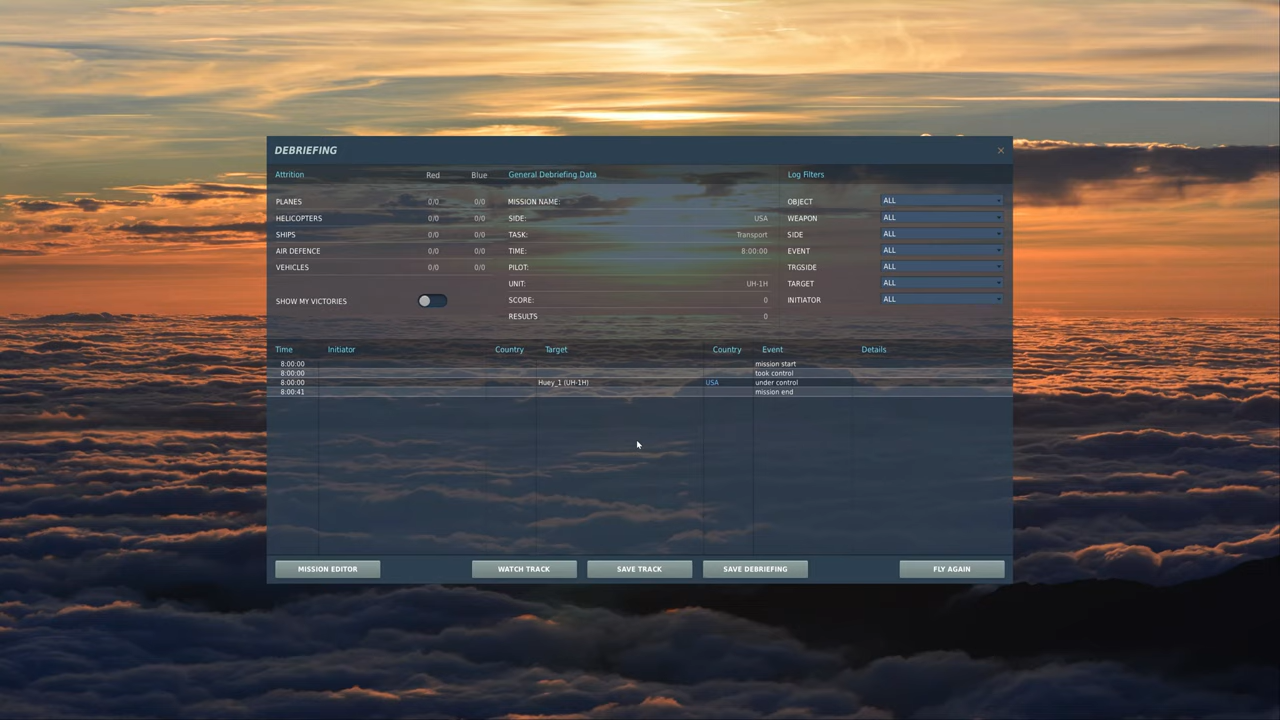 DEBRIEFING
Attrition Red Blue General Debriefing Data Log Filters
PLANES 0/0 0/0 MISSION NAME: OBJECT ALL
HELICOPTERS 0/0 0/0 SIDE: USA WEAPON ALL
SHIPS 0/0 0/0 TASK: Transport SIDE ALL
AIR DEFENCE 0/0 0/0 TIME: 8:00:00 EVENT ALL
VEHICLES 0/0 0/0 PILOT: TRGSIDE ALL
UNIT: UH-1H TARGET ALL
SHOW MY VICTORIES SCORE: 0 INITIATOR ALL
RESULTS 0
Time Initiator Country Target Country Event Details
8:00:00 mission start
8:00:00 took control
8:00:00 Huey_1 (UH-1H) USA under control
8:00:41 mission end
MISSION EDITOR WATCH TRACK SAVE TRACK SAVE DEBRIEFING FLY AGAIN